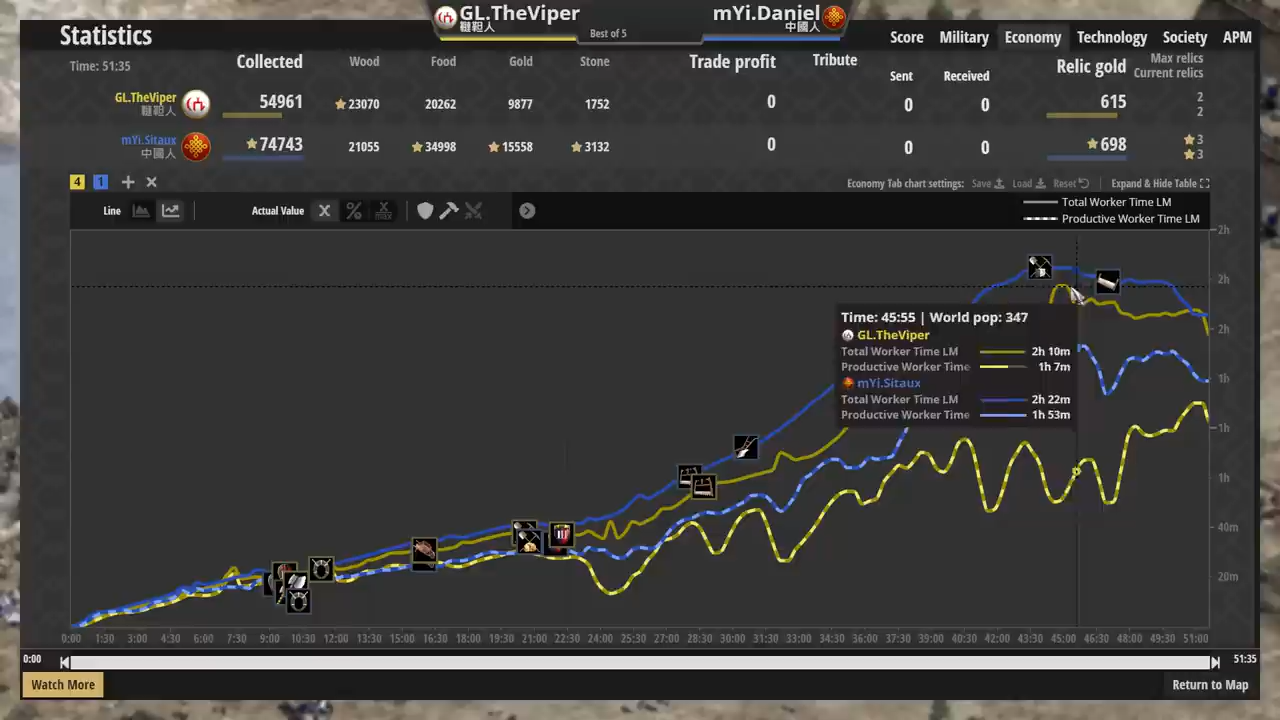 GL.TheViper
韃靼人
Best of 5
mYi.Daniel
中國人
Statistics
Score Military Economy Technology Society APM
Time: 51:35
Collected Wood Food Gold Stone Trade profit Tribute Sent Received Relic gold Max relics
Current relics
GL.TheViper
韃靼人
54961 23070 20262 9877 1752 0 0 0 615 2
2
mYi.Sitaux
中國人
74743 21055 34998 15558 3132 0 0 0 698 3
3
4 1 + × Economy Tab chart settings: Save Load Reset Expand & Hide Table
Line Actual Value X % X MAX
Total Worker Time LM
Productive Worker Time LM
2h
2h
2h
1h
1h
1h
40m
20m
Time: 45:55 | World pop: 347
GL.TheViper
Total Worker Time LM 2h 10m
Productive Worker Time 1h 7m
mYi.Sitaux
Total Worker Time LM 2h 22m
Productive Worker Time 1h 53m
0:00 1:30 3:00 4:30 6:00 7:30 9:00 10:30 12:00 13:30 15:00 16:30 18:00 19:30 21:00 22:30 24:00 25:30 27:00 28:30 30:00 31:30 33:00 34:30 36:00 37:30 39:00 40:30 42:00 43:30 45:00 46:30 48:00 49:30 51:00
0:00 51:35
Watch More Return to Map